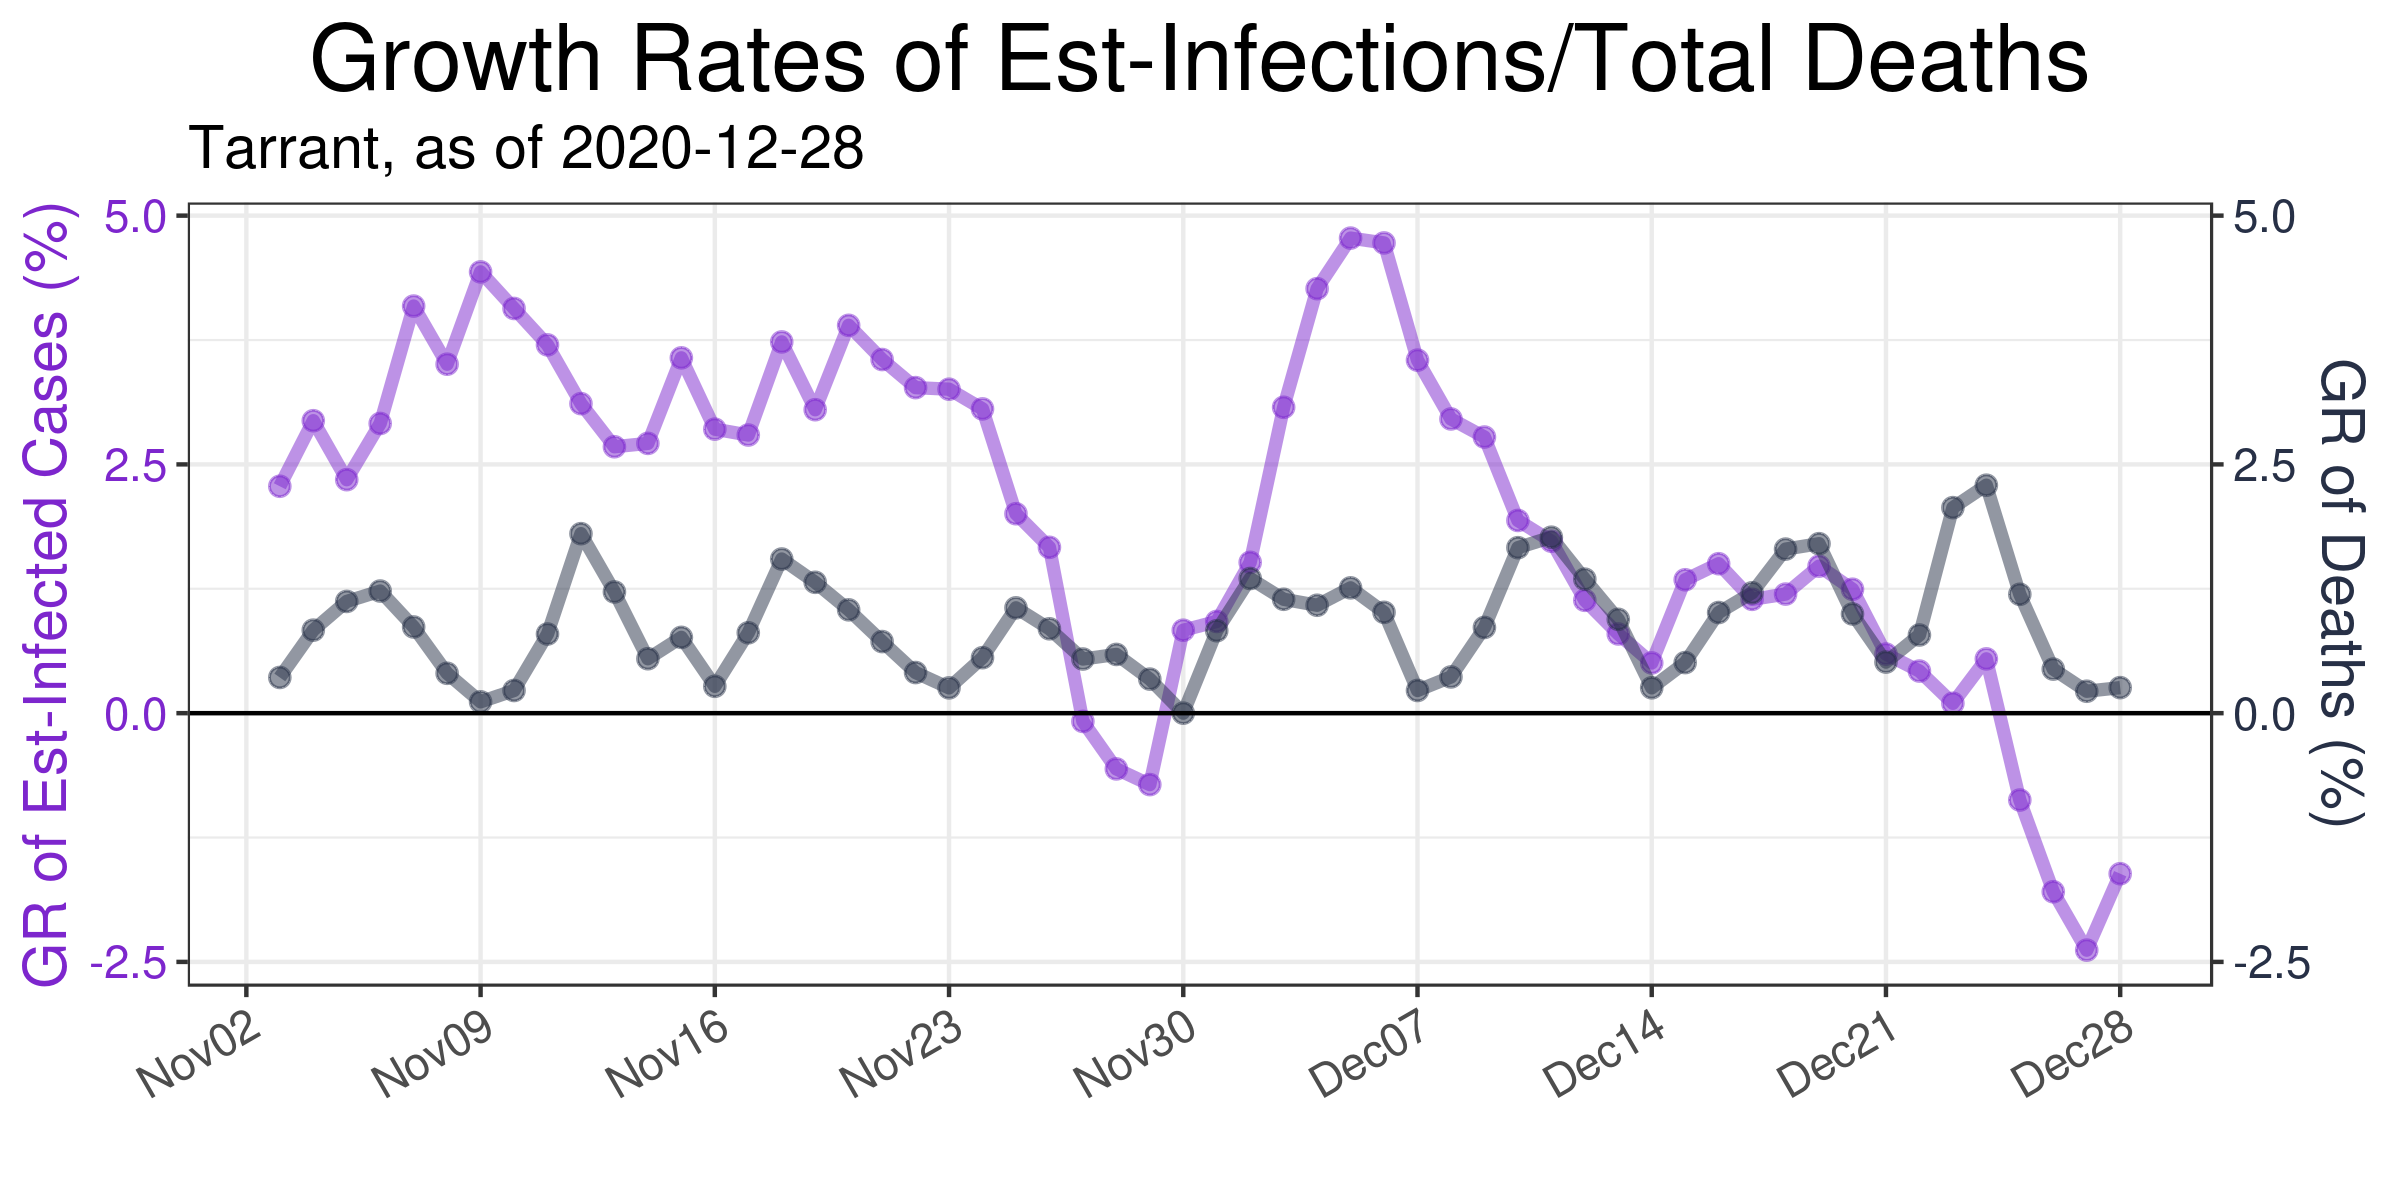 Growth Rates of Est-Infections/Total Deaths
Tarrant, as of 2020-12-28
GR of Est-Infected Cases (%)
5.0
2.5
0.0
-2.5
5.0
2.5
0.0
-2.5
GR of Deaths (%)
Nov02
Nov09
Nov16
Nov23
Nov30
Dec07
Dec14
Dec21
Dec28